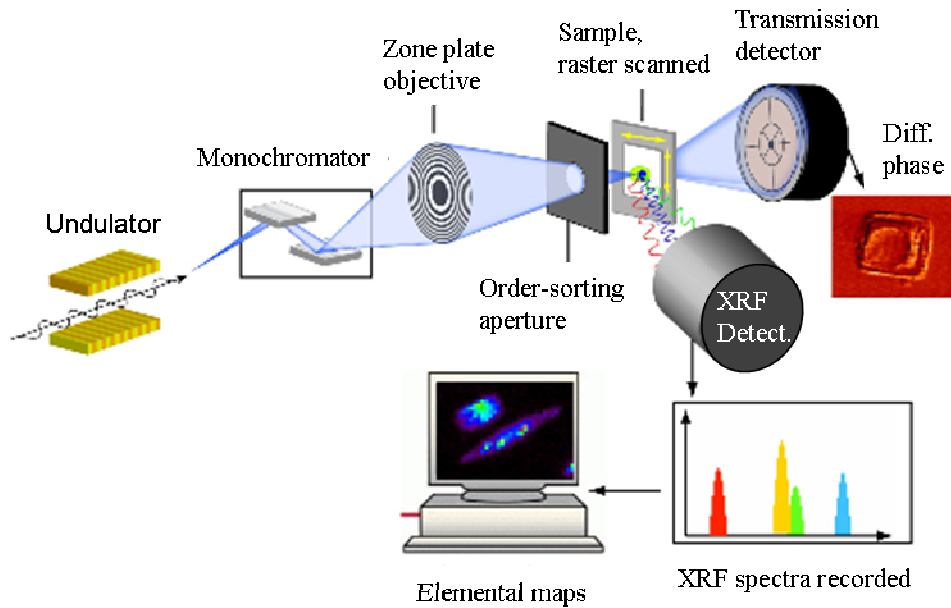 Undulator
Monochromator
Zone plate
objective
Order-sorting
aperture
Sample,
raster scanned
Transmission
detector
Diff.
phase
XRF
Detect.
XRF spectra recorded
Elemental maps